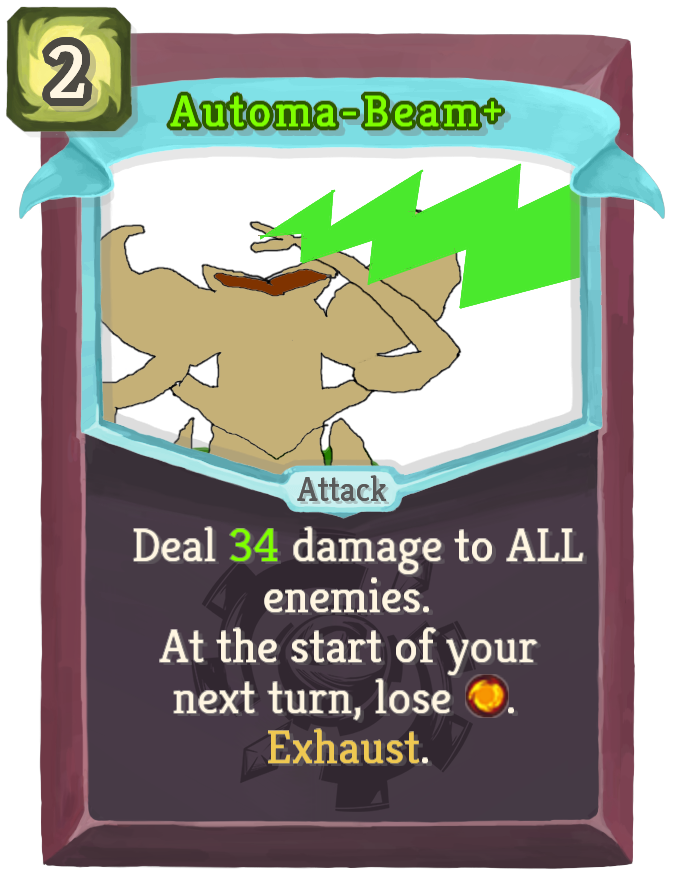 2
Automa-Beam+
Attack
Deal 34 damage to ALL
enemies.
At the start of your
next turn, lose .
Exhaust.